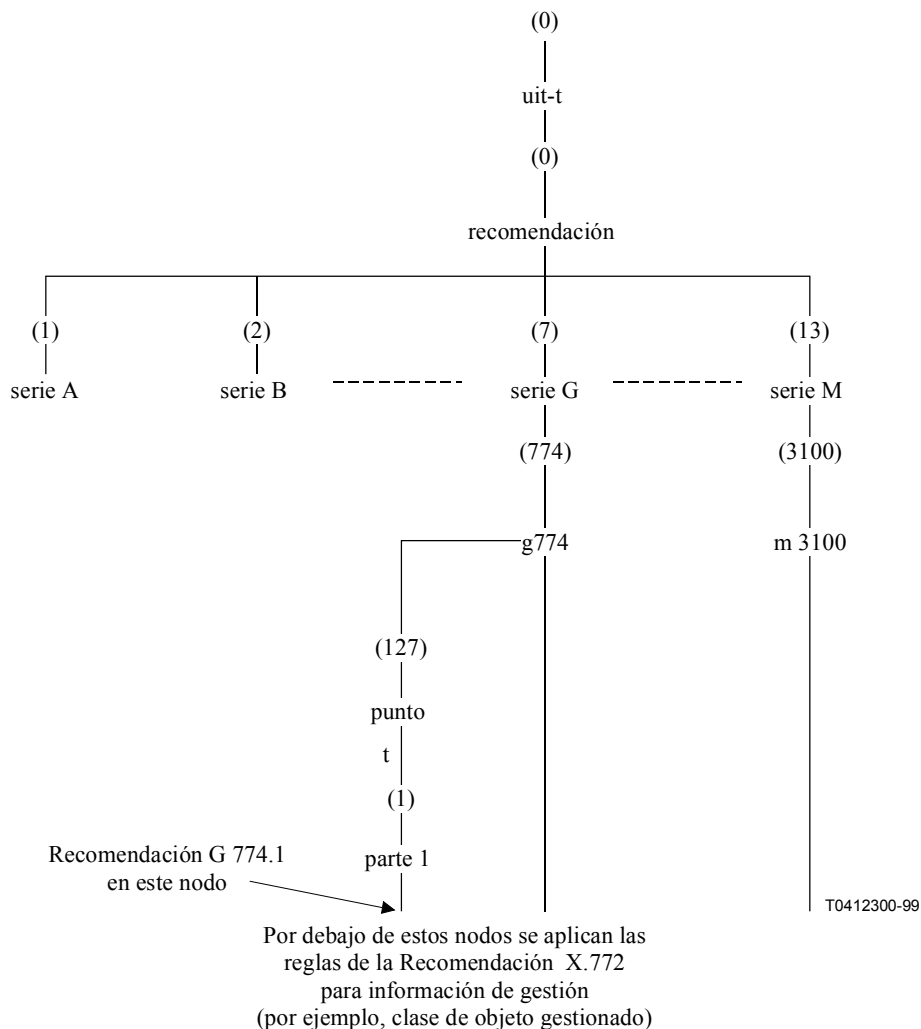 (0)
uit-t
(0)
recomendación
(1) (2) (7) (13)
serie A serie B serie G serie M
(774) (3100)
g774 m 3100
(127)
punto
t
(1)
parte 1
Recomendación G 774.1
en este nodo
T0412300-99
Por debajo de estos nodos se aplican las
reglas de la Recomendación X.772
para información de gestión
(por ejemplo, clase de objeto gestionado)